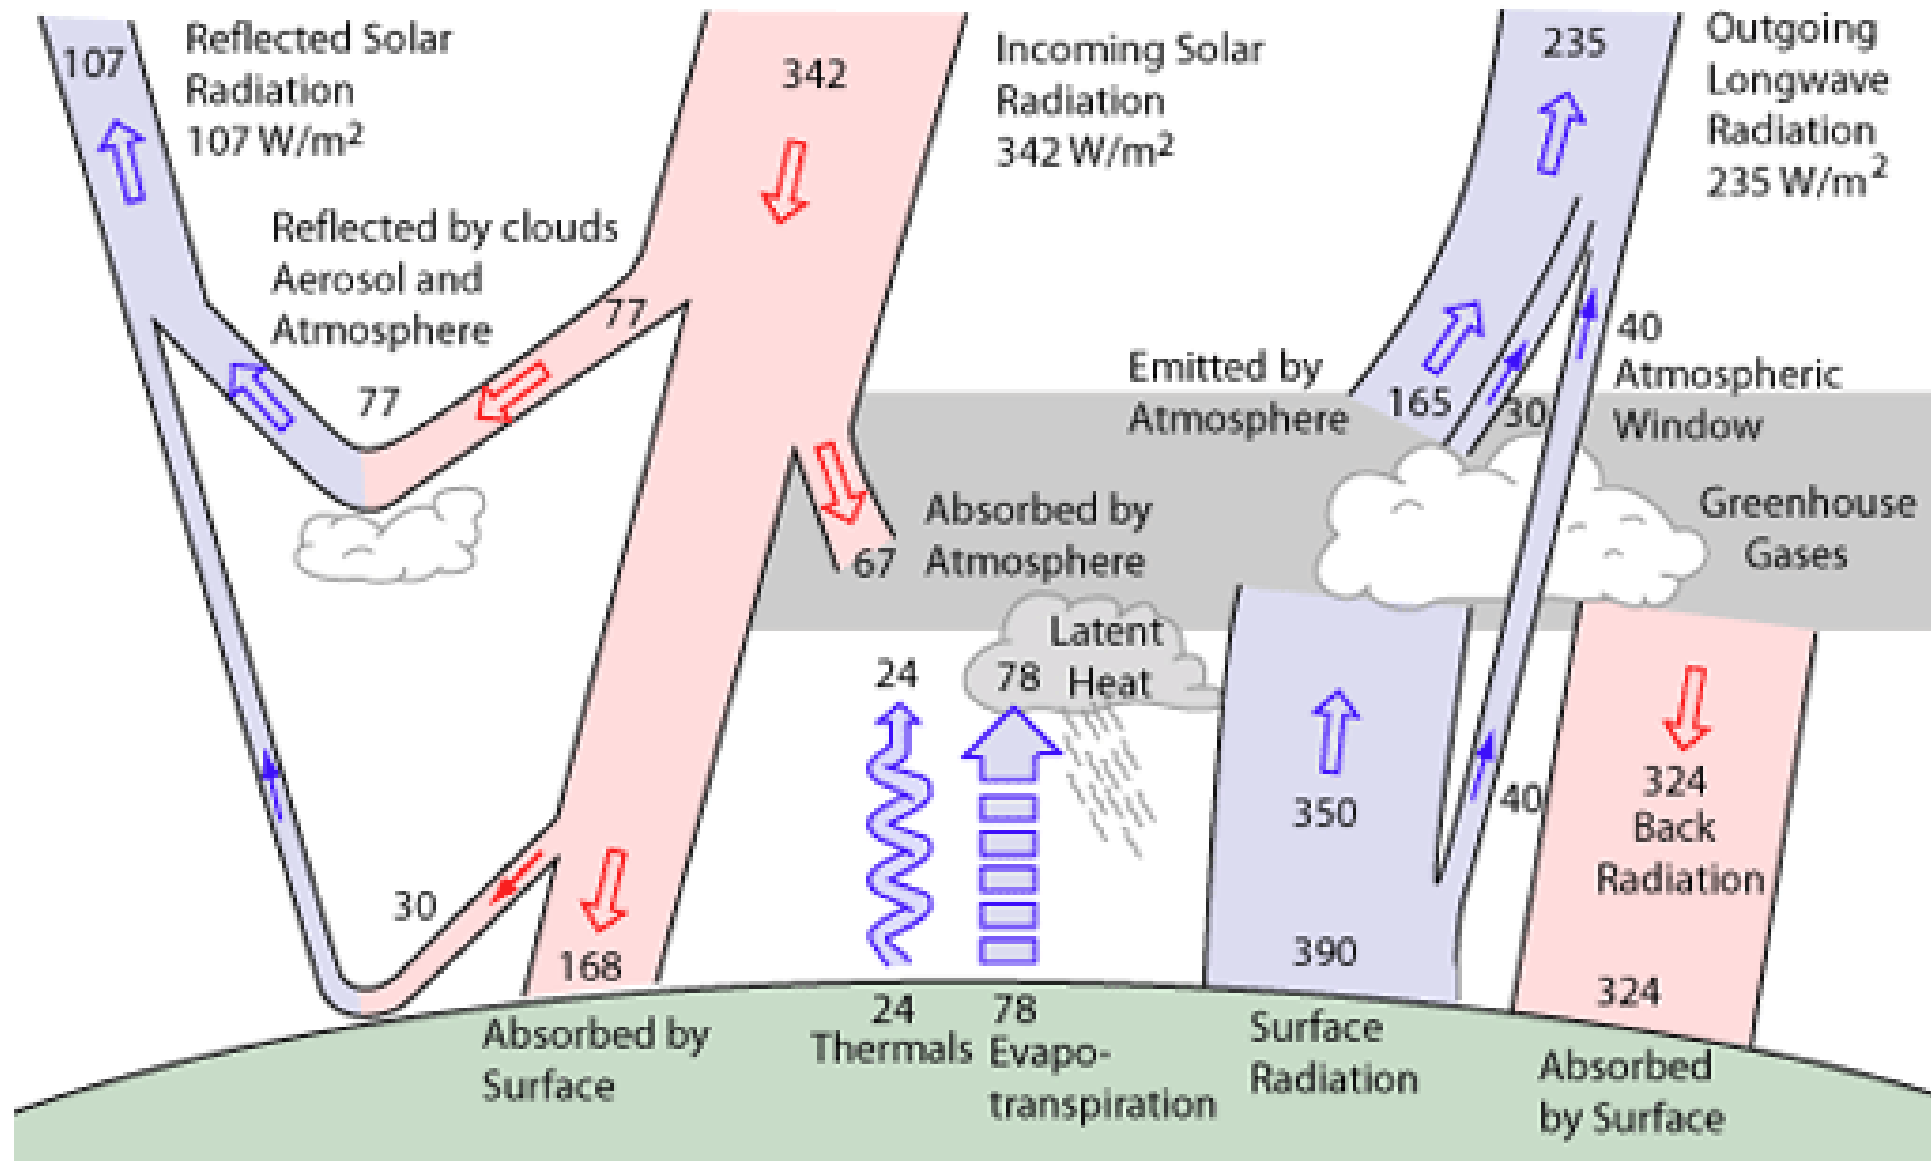 107
Reflected Solar
Radiation
107 W/m²
342
Incoming Solar
Radiation
342 W/m²
235
Outgoing
Longwave
Radiation
235 W/m²
Reflected by clouds
Aerosol and
Atmosphere
77
77
Emitted by
Atmosphere
165
30
40
Atmospheric
Window
Greenhouse
Gases
Absorbed by
Atmosphere
67
Latent
Heat
24
78
350
40
324
Back
Radiation
30
168
390
324
Absorbed by
Surface
24
Thermals
78
Evapo-
transpiration
Surface
Radiation
Absorbed
by Surface